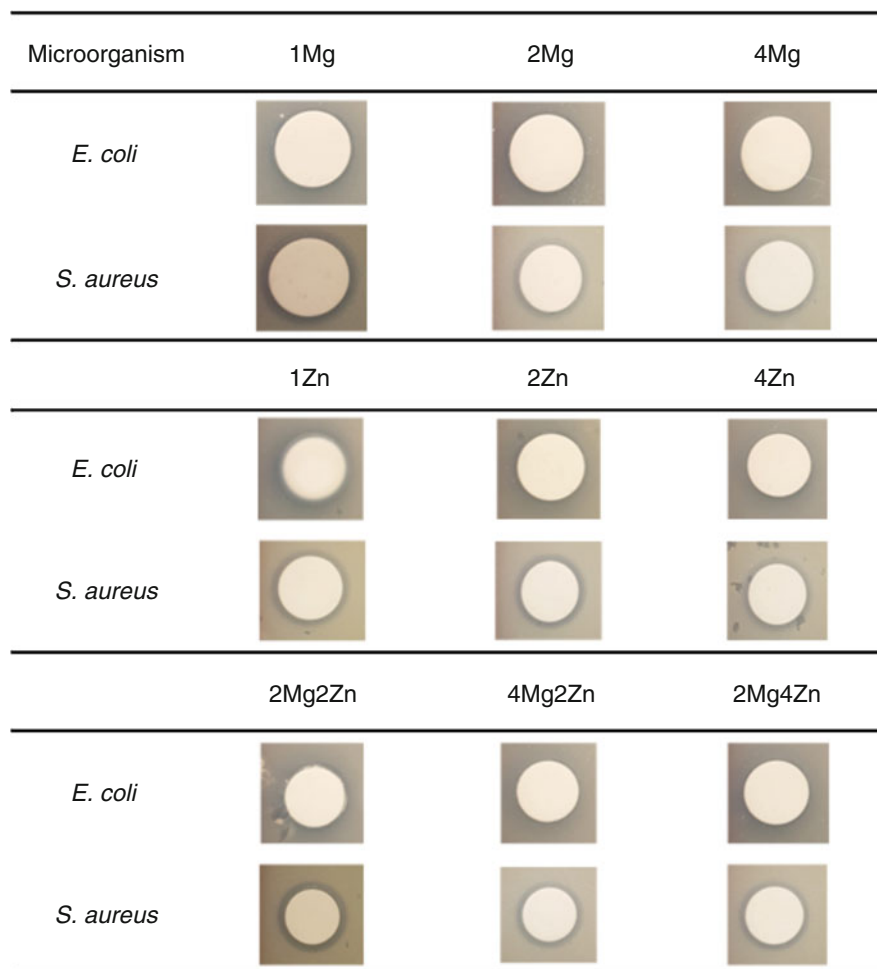 Microorganism 1Mg 2Mg 4Mg
E. coli
S. aureus
1Zn 2Zn 4Zn
E. coli
S. aureus
2Mg2Zn 4Mg2Zn 2Mg4Zn
E. coli
S. aureus